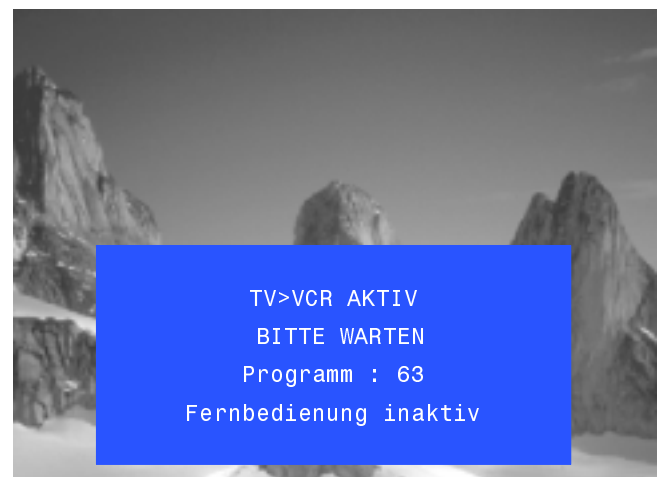 TV>VCR AKTIV
BITTE WARTEN
Programm : 63
Fernbedienung inaktiv